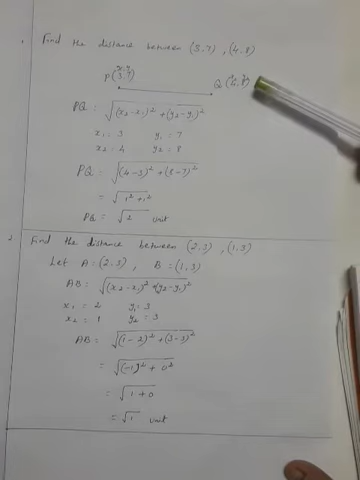 1. Find the distance between (3,7), (4,8)
x₁ y₁ x₂ y₂
P(3,7) Q(4,8)
PQ = √(x₂-x₁)² + (y₂-y₁)²
x₁ = 3 y₁ = 7
x₂ = 4 y₂ = 8
PQ = √(4-3)² + (8-7)²
= √1² + 1²
PQ = √2 unit
2. Find the distance between (2,3), (1,3)
Let A = (2,3), B = (1,3)
AB = √(x₂-x₁)² + (y₂-y₁)²
x₁ = 2 y₁ = 3
x₂ = 1 y₂ = 3
AB = √(1-2)² + (3-3)²
= √(-1)² + 0²
= √1 + 0
= √1 unit